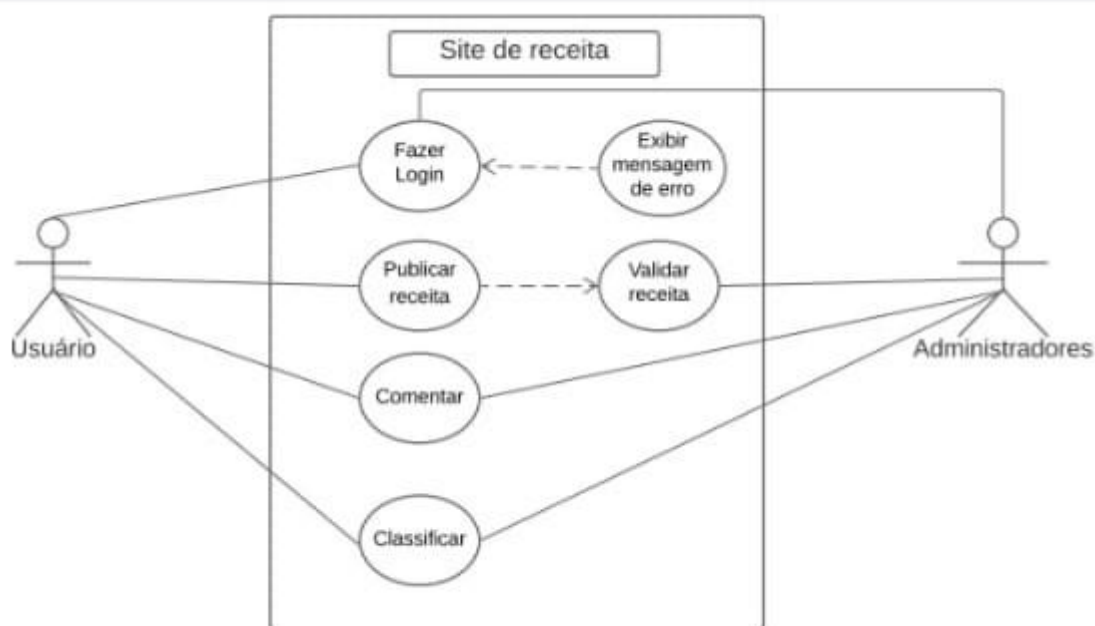 Site de receita
Fazer
Login
Exibir
mensagem
de erro
Publicar
receita
Validar
receita
Usuário
Administradores
Comentar
Classificar